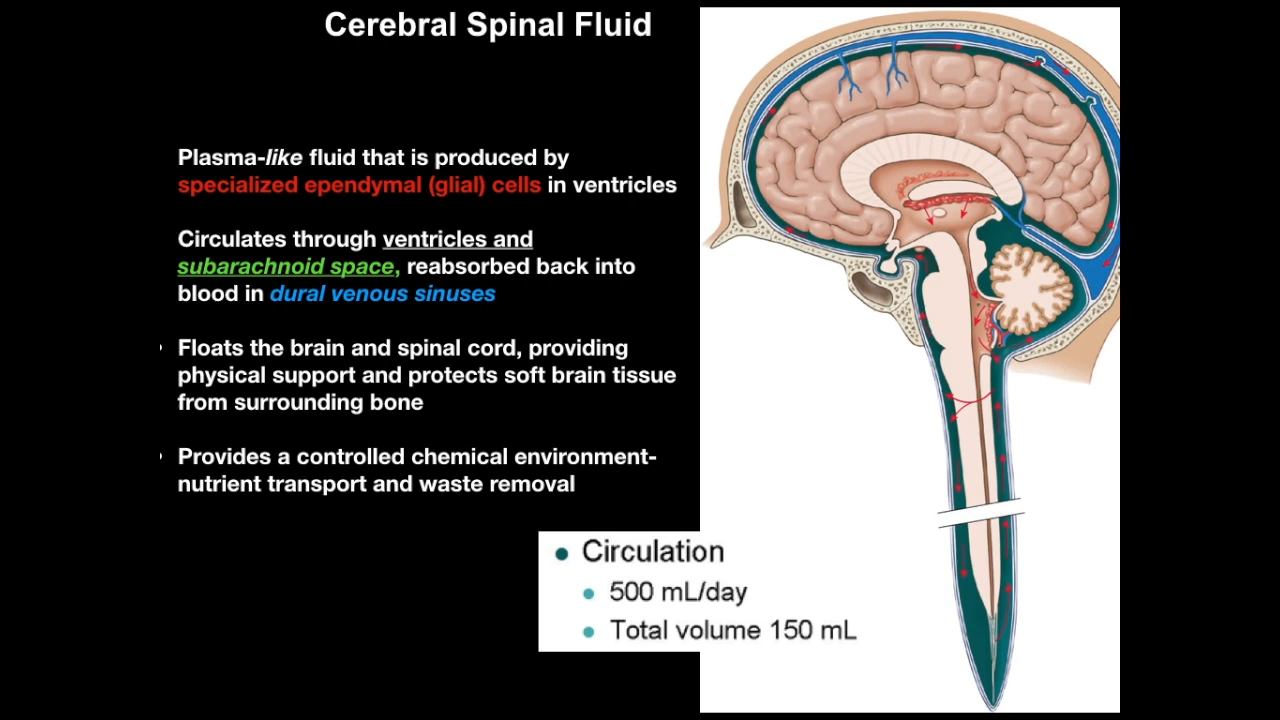 Cerebral Spinal Fluid
Plasma-like fluid that is produced by
specialized ependymal (glial) cells in ventricles
Circulates through ventricles and
subarachnoid space, reabsorbed back into
blood in dural venous sinuses
Floats the brain and spinal cord, providing
physical support and protects soft brain tissue
from surrounding bone
Provides a controlled chemical environment-
nutrient transport and waste removal
Circulation
500 mL/day
Total volume 150 mL